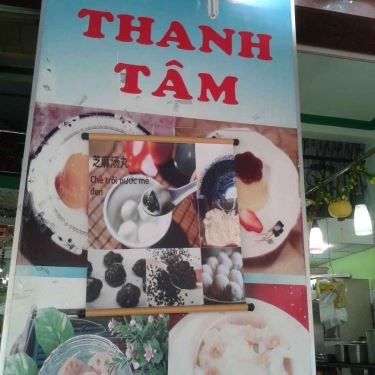 THANH
TÂM
芝麻汤丸
Chè trôi nước mè
đen